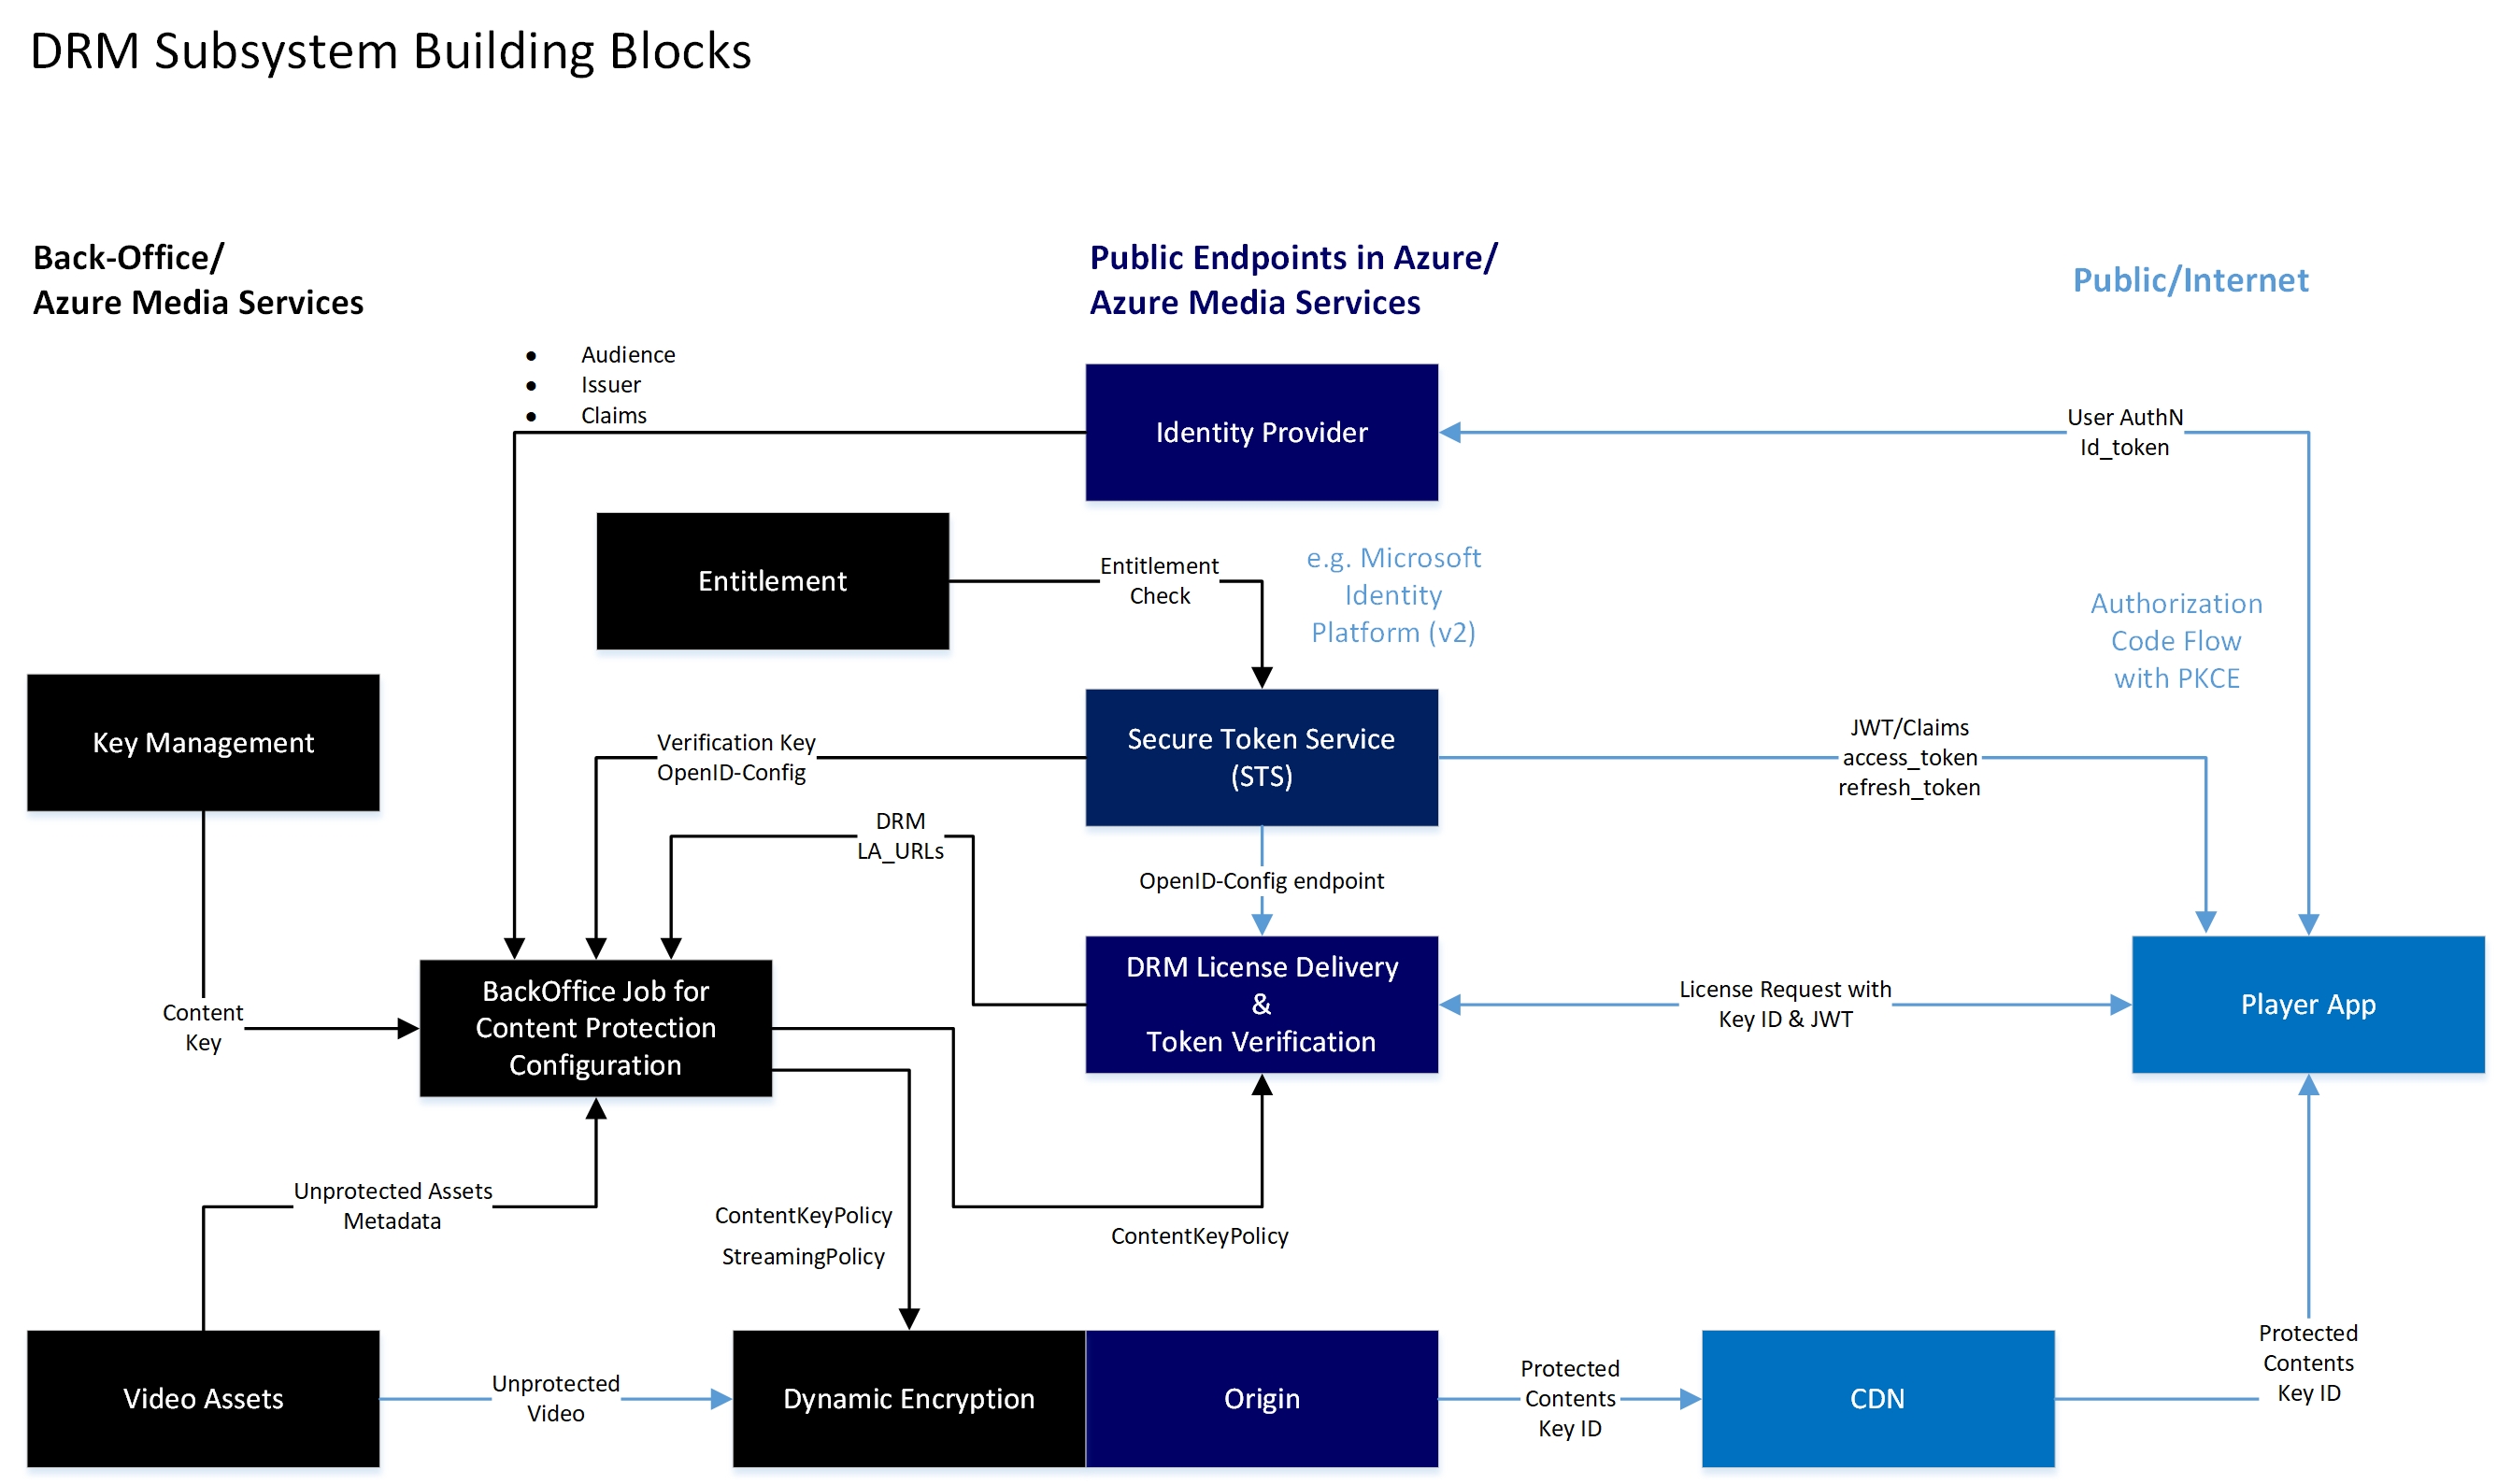 DRM Subsystem Building Blocks
Back-Office/
Azure Media Services
Public Endpoints in Azure/
Azure Media Services
Public/Internet
● Audience
● Issuer
● Claims
Identity Provider
User AuthN
Id_token
Entitlement
Entitlement
Check
e.g. Microsoft
Identity
Platform (v2)
Authorization
Code Flow
with PKCE
Key Management
Verification Key
OpenID-Config
Secure Token Service
(STS)
JWT/Claims
access_token
refresh_token
DRM
LA_URLs
OpenID-Config endpoint
Content
Key
BackOffice Job for
Content Protection
Configuration
DRM License Delivery
&
Token Verification
License Request with
Key ID & JWT
Player App
Unprotected Assets
Metadata
ContentKeyPolicy
StreamingPolicy
ContentKeyPolicy
Video Assets
Unprotected
Video
Dynamic Encryption
Origin
Protected
Contents
Key ID
CDN
Protected
Contents
Key ID